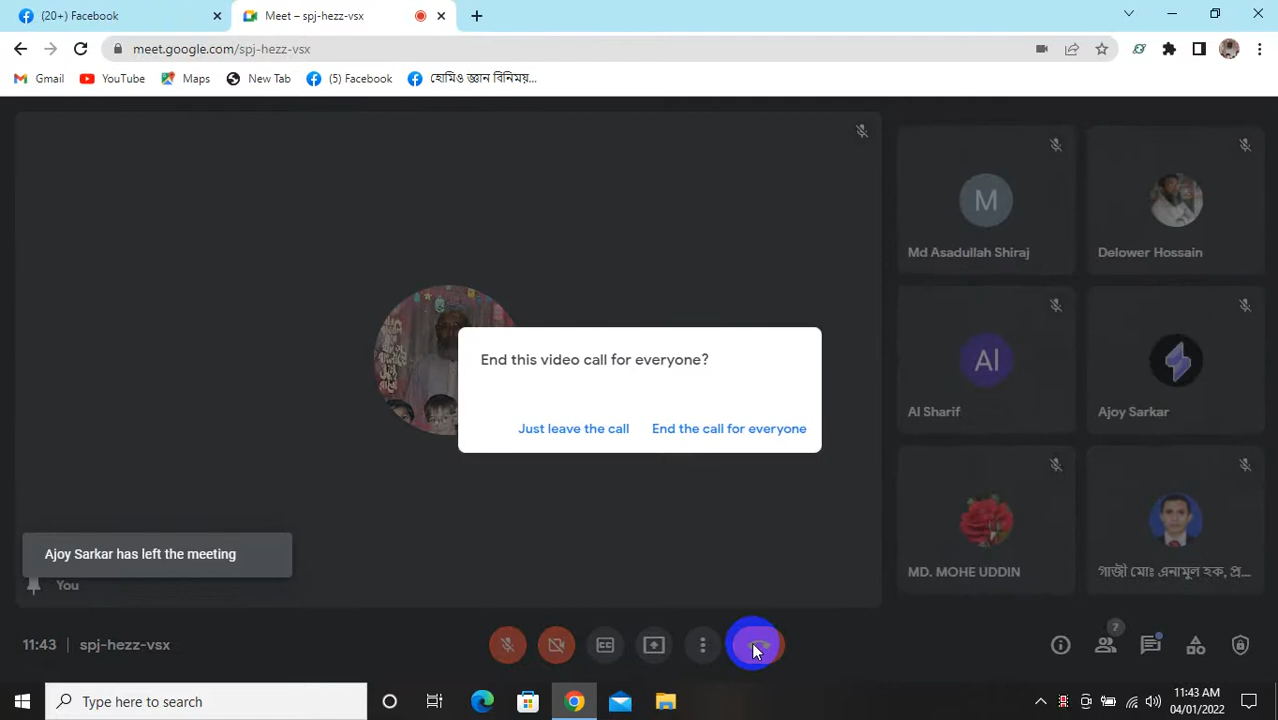 (20+) Facebook
Meet – spj-hezz-vsx
meet.google.com/spj-hezz-vsx
Gmail
YouTube
Maps
New Tab
(5) Facebook
হোমিও জ্ঞান বিনিময়...
M
Md Asadullah Shiraj
Delower Hossain
End this video call for everyone?
Just leave the call
End the call for everyone
Al
Al Sharif
Ajoy Sarkar
Ajoy Sarkar has left the meeting
You
MD. MOHE UDDIN
গাজী মোঃ এনামুল হক, প্র...
11:43
spj-hezz-vsx
CC
7
Type here to search
11:43 AM
04/01/2022